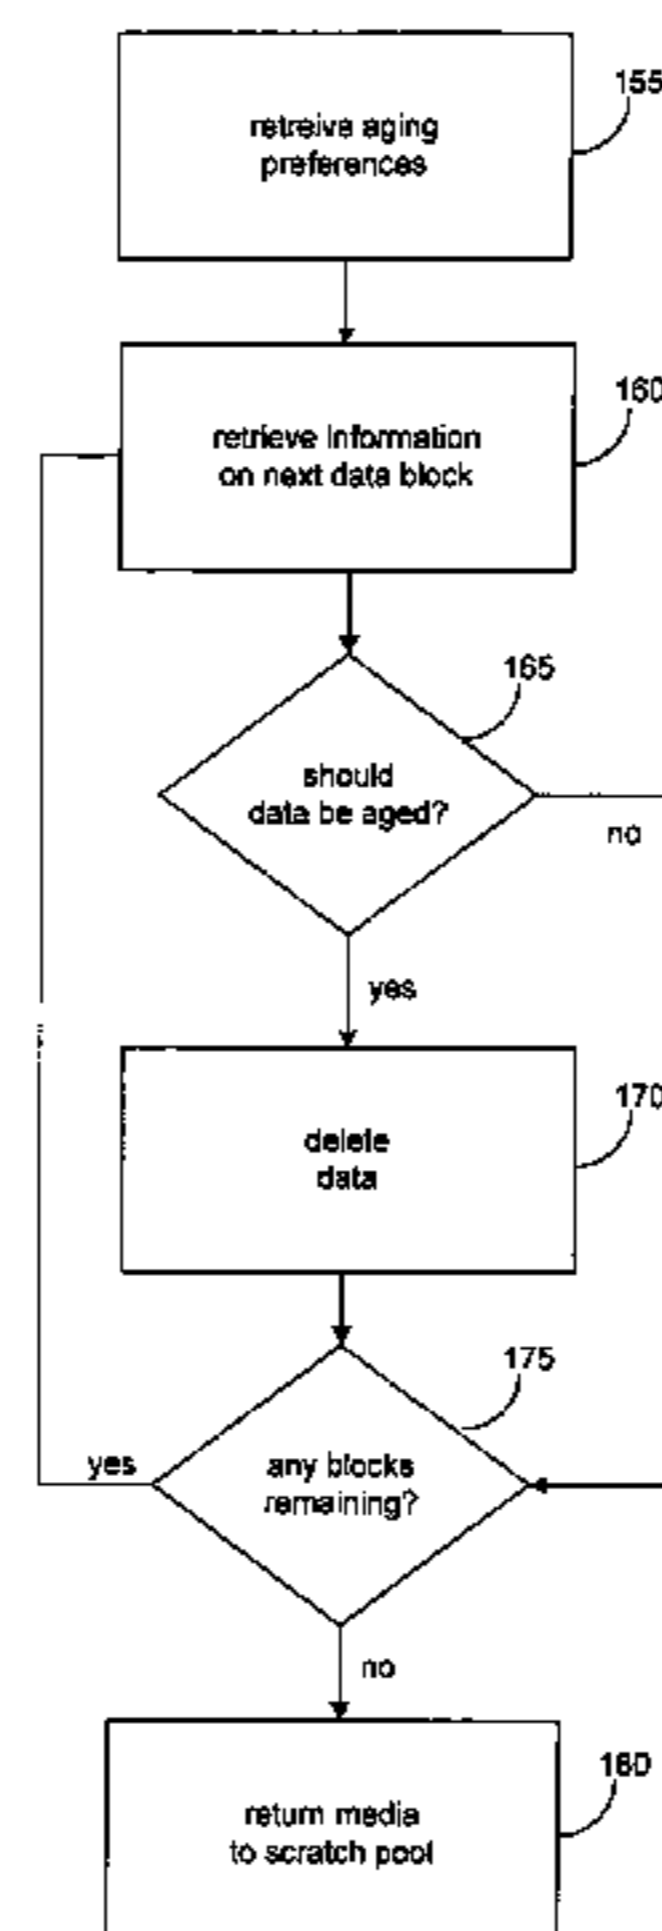 155
retreive aging
preferences
160
retrieve information
on next data block
165
should
data be aged?
no
yes
170
delete
data
175
yes
any blocks
remaining?
no
180
return media
to scratch pool